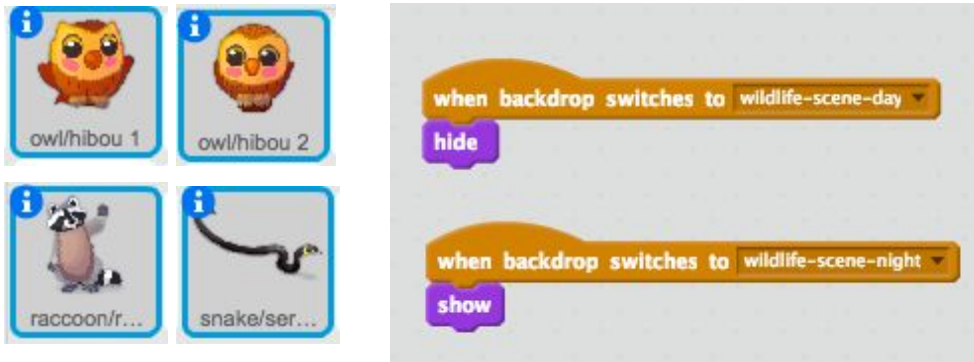 owl/hibou 1
owl/hibou 2
raccoon/r...
snake/ser...
when backdrop switches to wildlife-scene-day
hide
when backdrop switches to wildlife-scene-night
show